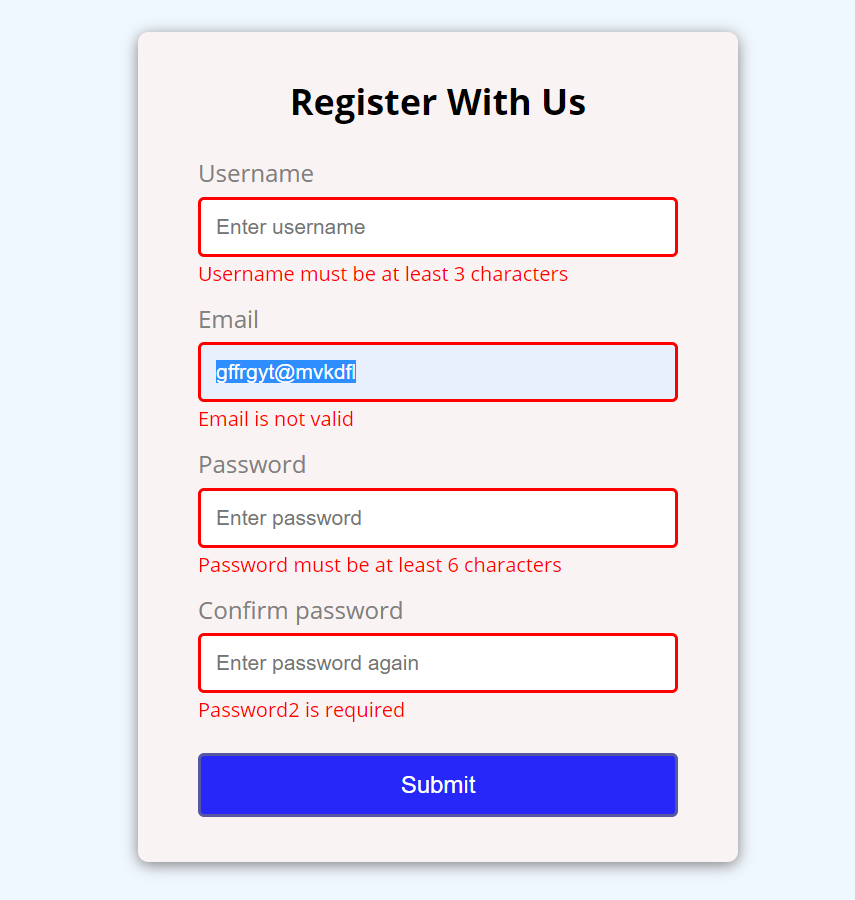 Register With Us
Username
Enter username
Username must be at least 3 characters
Email
gffrgyt@mvkdfl
Email is not valid
Password
Enter password
Password must be at least 6 characters
Confirm password
Enter password again
Password2 is required
Submit